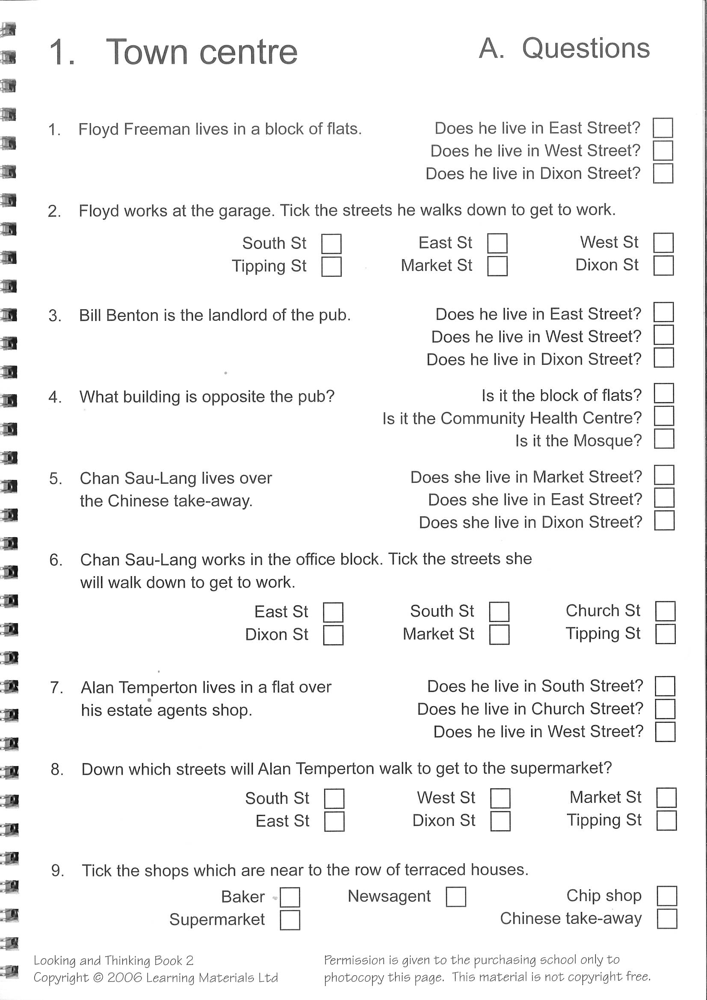 1. Town centre A. Questions
1. Floyd Freeman lives in a block of flats. Does he live in East Street?
Does he live in West Street?
Does he live in Dixon Street?
2. Floyd works at the garage. Tick the streets he walks down to get to work.
South St East St West St
Tipping St Market St Dixon St
3. Bill Benton is the landlord of the pub. Does he live in East Street?
Does he live in West Street?
Does he live in Dixon Street?
4. What building is opposite the pub? Is it the block of flats?
Is it the Community Health Centre?
Is it the Mosque?
5. Chan Sau-Lang lives over Does she live in Market Street?
the Chinese take-away. Does she live in East Street?
Does she live in Dixon Street?
6. Chan Sau-Lang works in the office block. Tick the streets she
will walk down to get to work.
East St South St Church St
Dixon St Market St Tipping St
7. Alan Temperton lives in a flat over Does he live in South Street?
his estate agents shop. Does he live in Church Street?
Does he live in West Street?
8. Down which streets will Alan Temperton walk to get to the supermarket?
South St West St Market St
East St Dixon St Tipping St
9. Tick the shops which are near to the row of terraced houses.
Baker Newsagent Chip shop
Supermarket Chinese take-away
Looking and Thinking Book 2 Permission is given to the purchasing school only to
Copyright © 2006 Learning Materials Ltd photocopy this page. This material is not copyright free.